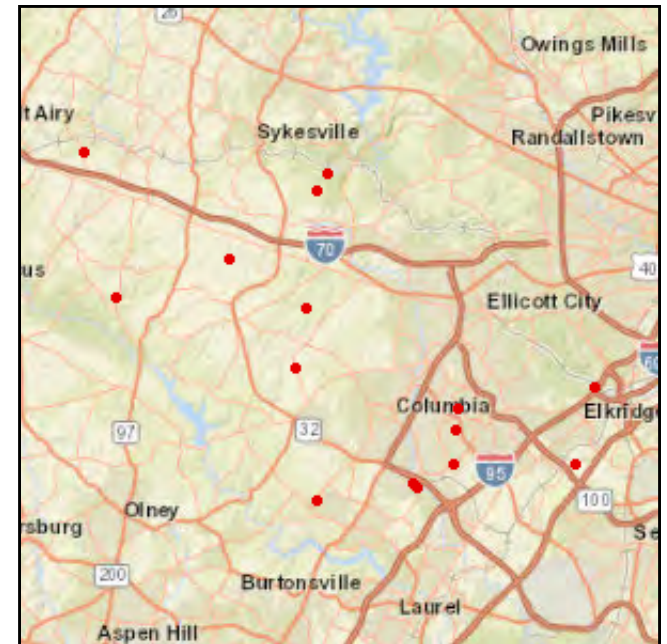 26
Owings Mills
t Airy
Pikesv
Sykesville
Randallstown
70
40
us
Ellicott City
Columbia
Elkridge
97
32
95
100
Olney
rsburg
Se
200
Burtonsville
Laurel
Aspen Hill